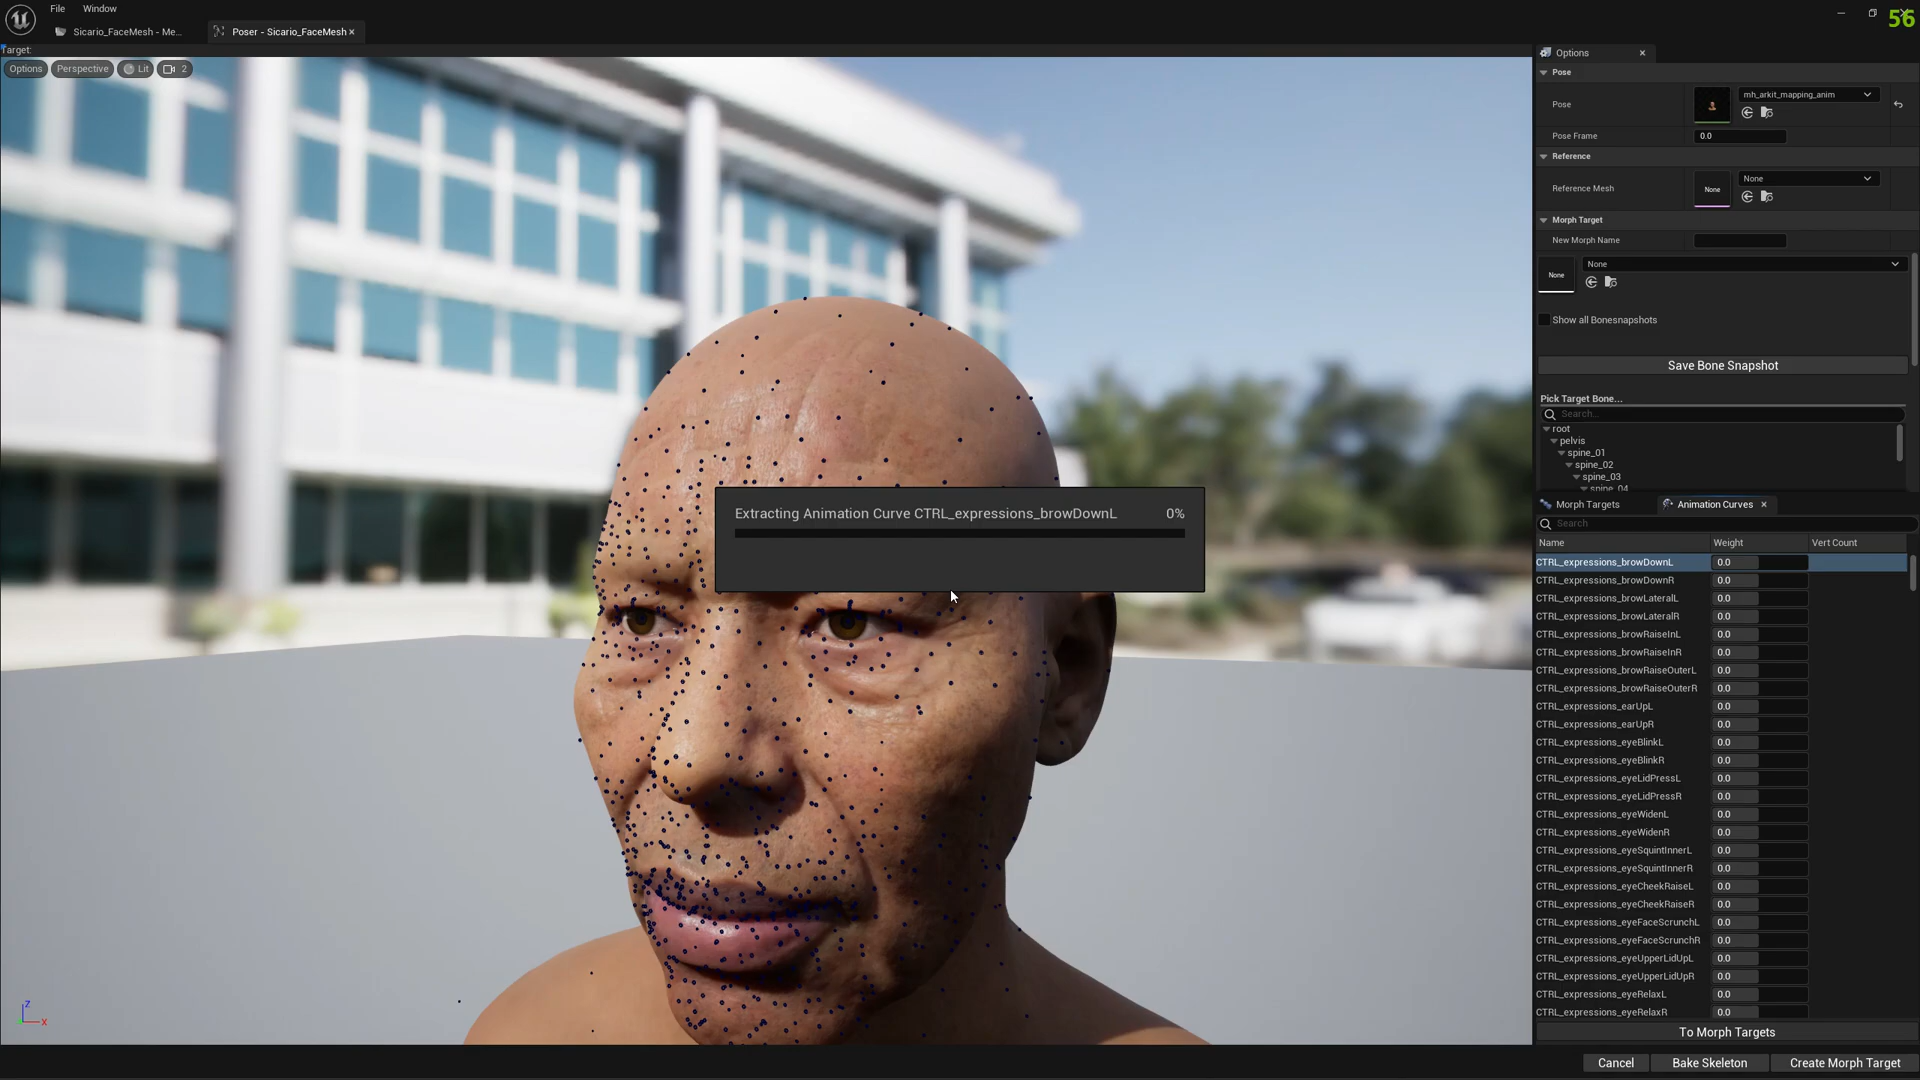 File
Window
56
Sicario_FaceMesh - Me...
Poser - Sicario_FaceMesh
Target:
Options
Perspective
Lit
2
Options
Pose
Pose
mh_arkit_mapping_anim
Pose Frame
0.0
Reference
Reference Mesh
None
None
Morph Target
New Morph Name
None
None
Show all Bonesnapshots
Save Bone Snapshot
Pick Target Bone...
Search...
root
pelvis
spine_01
spine_02
spine_03
spine_04
Extracting Animation Curve CTRL_expressions_browDownL 0%
Morph Targets
Animation Curves
Search
Name Weight Vert Count
CTRL_expressions_browDownL 0.0
CTRL_expressions_browDownR 0.0
CTRL_expressions_browLateralL 0.0
CTRL_expressions_browLateralR 0.0
CTRL_expressions_browRaiseInL 0.0
CTRL_expressions_browRaiseInR 0.0
CTRL_expressions_browRaiseOuterL 0.0
CTRL_expressions_browRaiseOuterR 0.0
CTRL_expressions_earUpL 0.0
CTRL_expressions_earUpR 0.0
CTRL_expressions_eyeBlinkL 0.0
CTRL_expressions_eyeBlinkR 0.0
CTRL_expressions_eyeLidPressL 0.0
CTRL_expressions_eyeLidPressR 0.0
CTRL_expressions_eyeWidenL 0.0
CTRL_expressions_eyeWidenR 0.0
CTRL_expressions_eyeSquintInnerL 0.0
CTRL_expressions_eyeSquintInnerR 0.0
CTRL_expressions_eyeCheekRaiseL 0.0
CTRL_expressions_eyeCheekRaiseR 0.0
CTRL_expressions_eyeFaceScrunchL 0.0
CTRL_expressions_eyeFaceScrunchR 0.0
CTRL_expressions_eyeUpperLidUpL 0.0
CTRL_expressions_eyeUpperLidUpR 0.0
CTRL_expressions_eyeRelaxL 0.0
CTRL_expressions_eyeRelaxR 0.0
Z
X
To Morph Targets
Cancel
Bake Skeleton
Create Morph Target